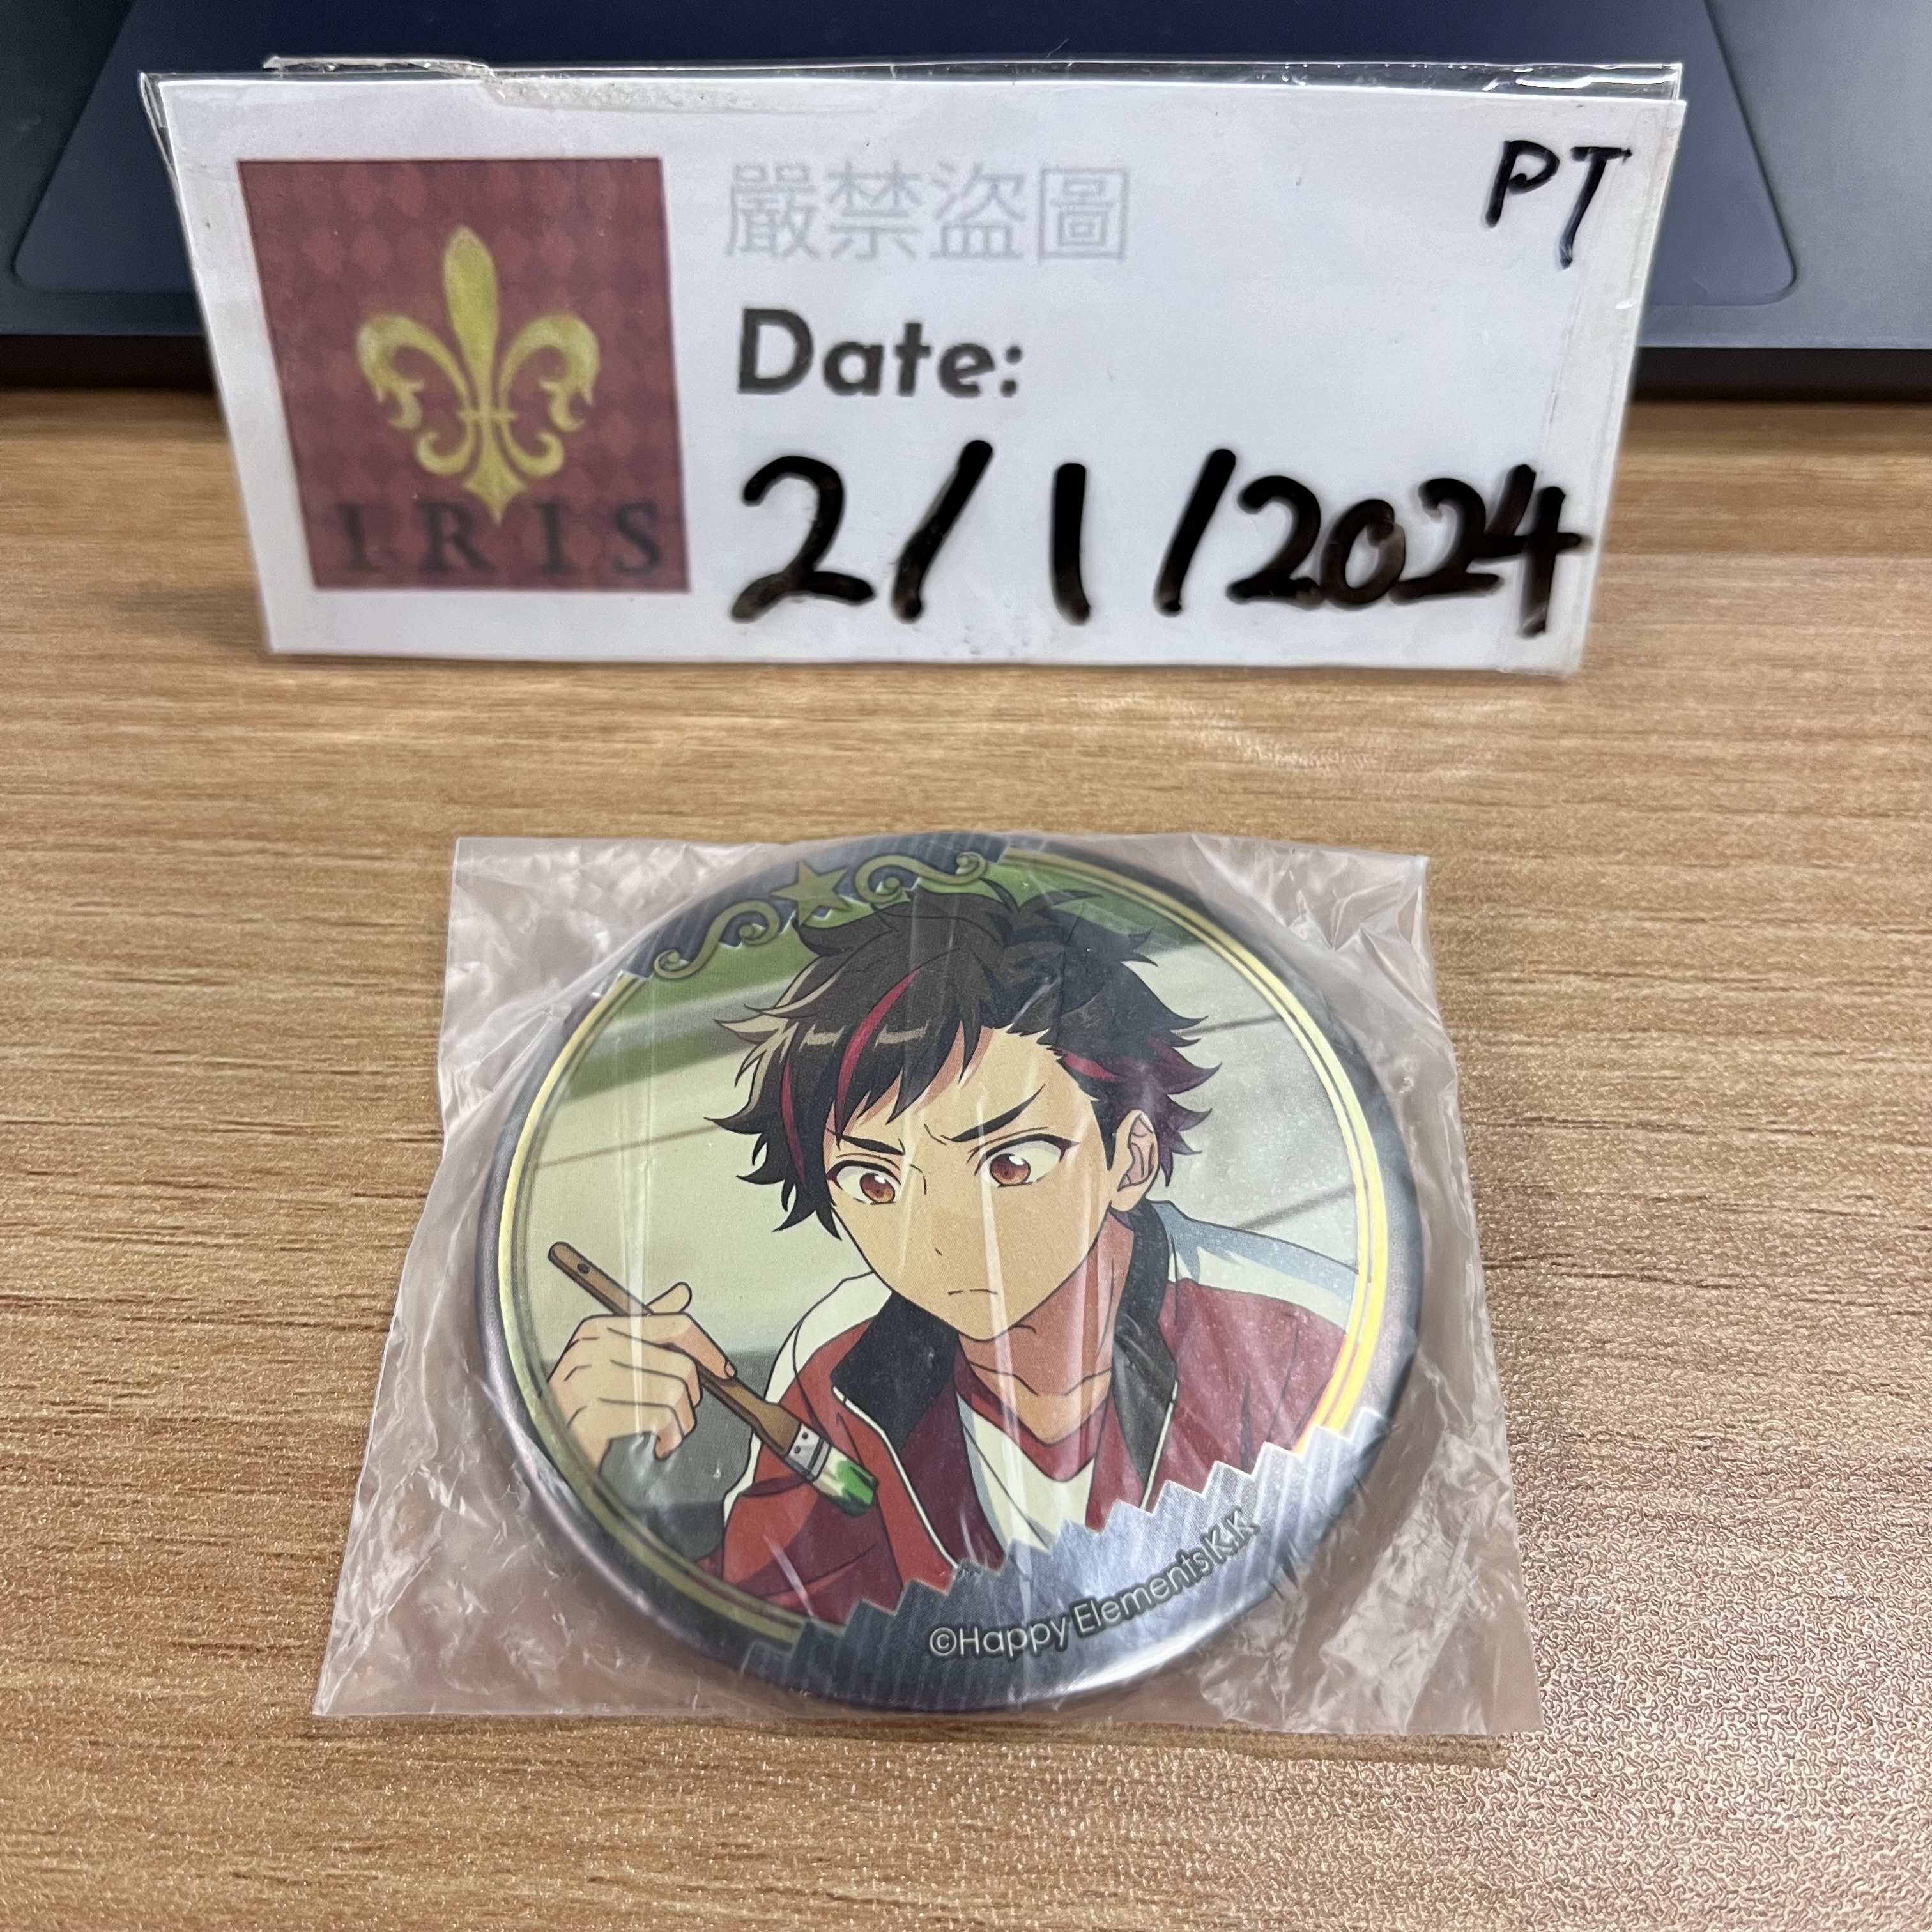 嚴禁盜圖
PT
Date:
2/1/2024
IRIS
©Happy Elements K.K